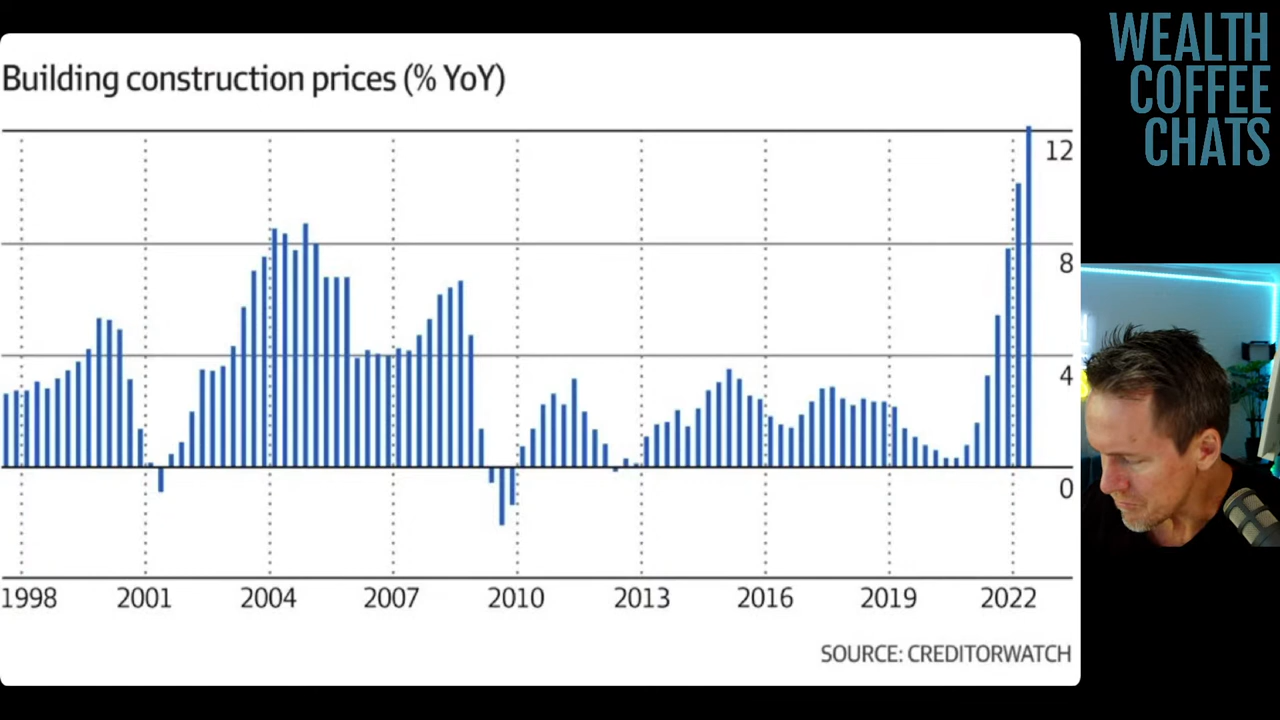 WEALTH
COFFEE
CHATS
Building construction prices (% YoY)
12
8
4
0
1998 2001 2004 2007 2010 2013 2016 2019 2022
SOURCE: CREDITORWATCH